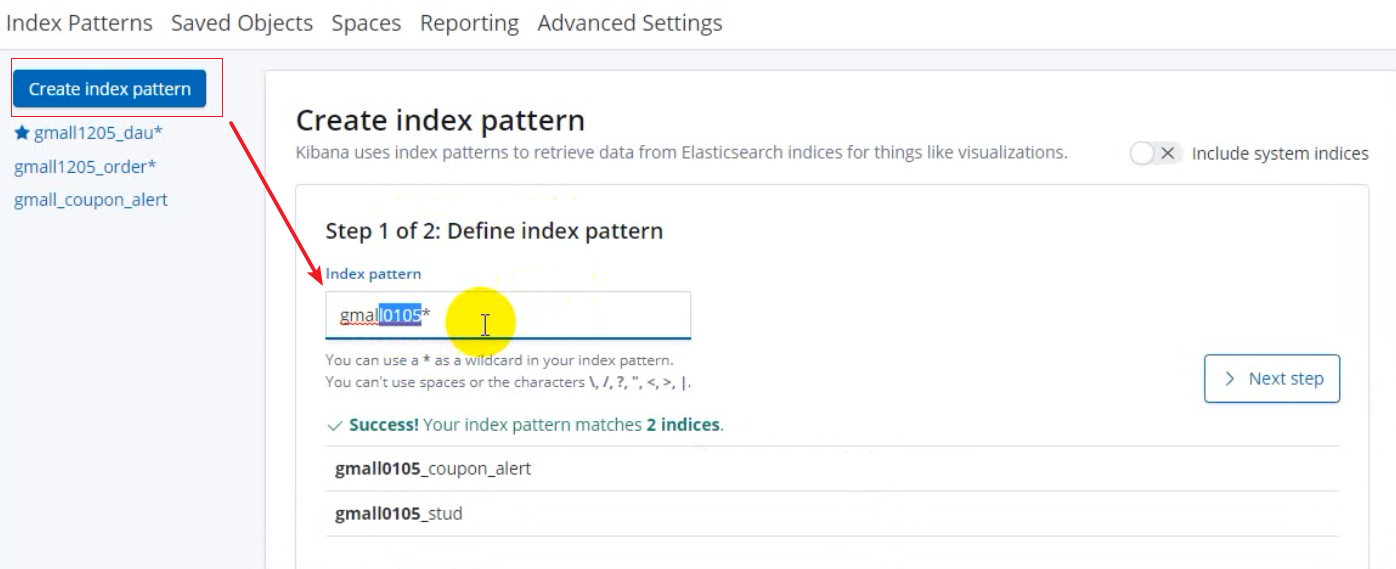 Index Patterns Saved Objects Spaces Reporting Advanced Settings
Create index pattern
gmall1205_dau*
gmall1205_order*
gmall_coupon_alert
Create index pattern
Kibana uses index patterns to retrieve data from Elasticsearch indices for things like visualizations.
Include system indices
Step 1 of 2: Define index pattern
Index pattern
gmall0105*
You can use a * as a wildcard in your index pattern.
You can't use spaces or the characters \, /, ?, ", <, >, |.
Next step
Success! Your index pattern matches 2 indices.
gmall0105_coupon_alert
gmall0105_stud